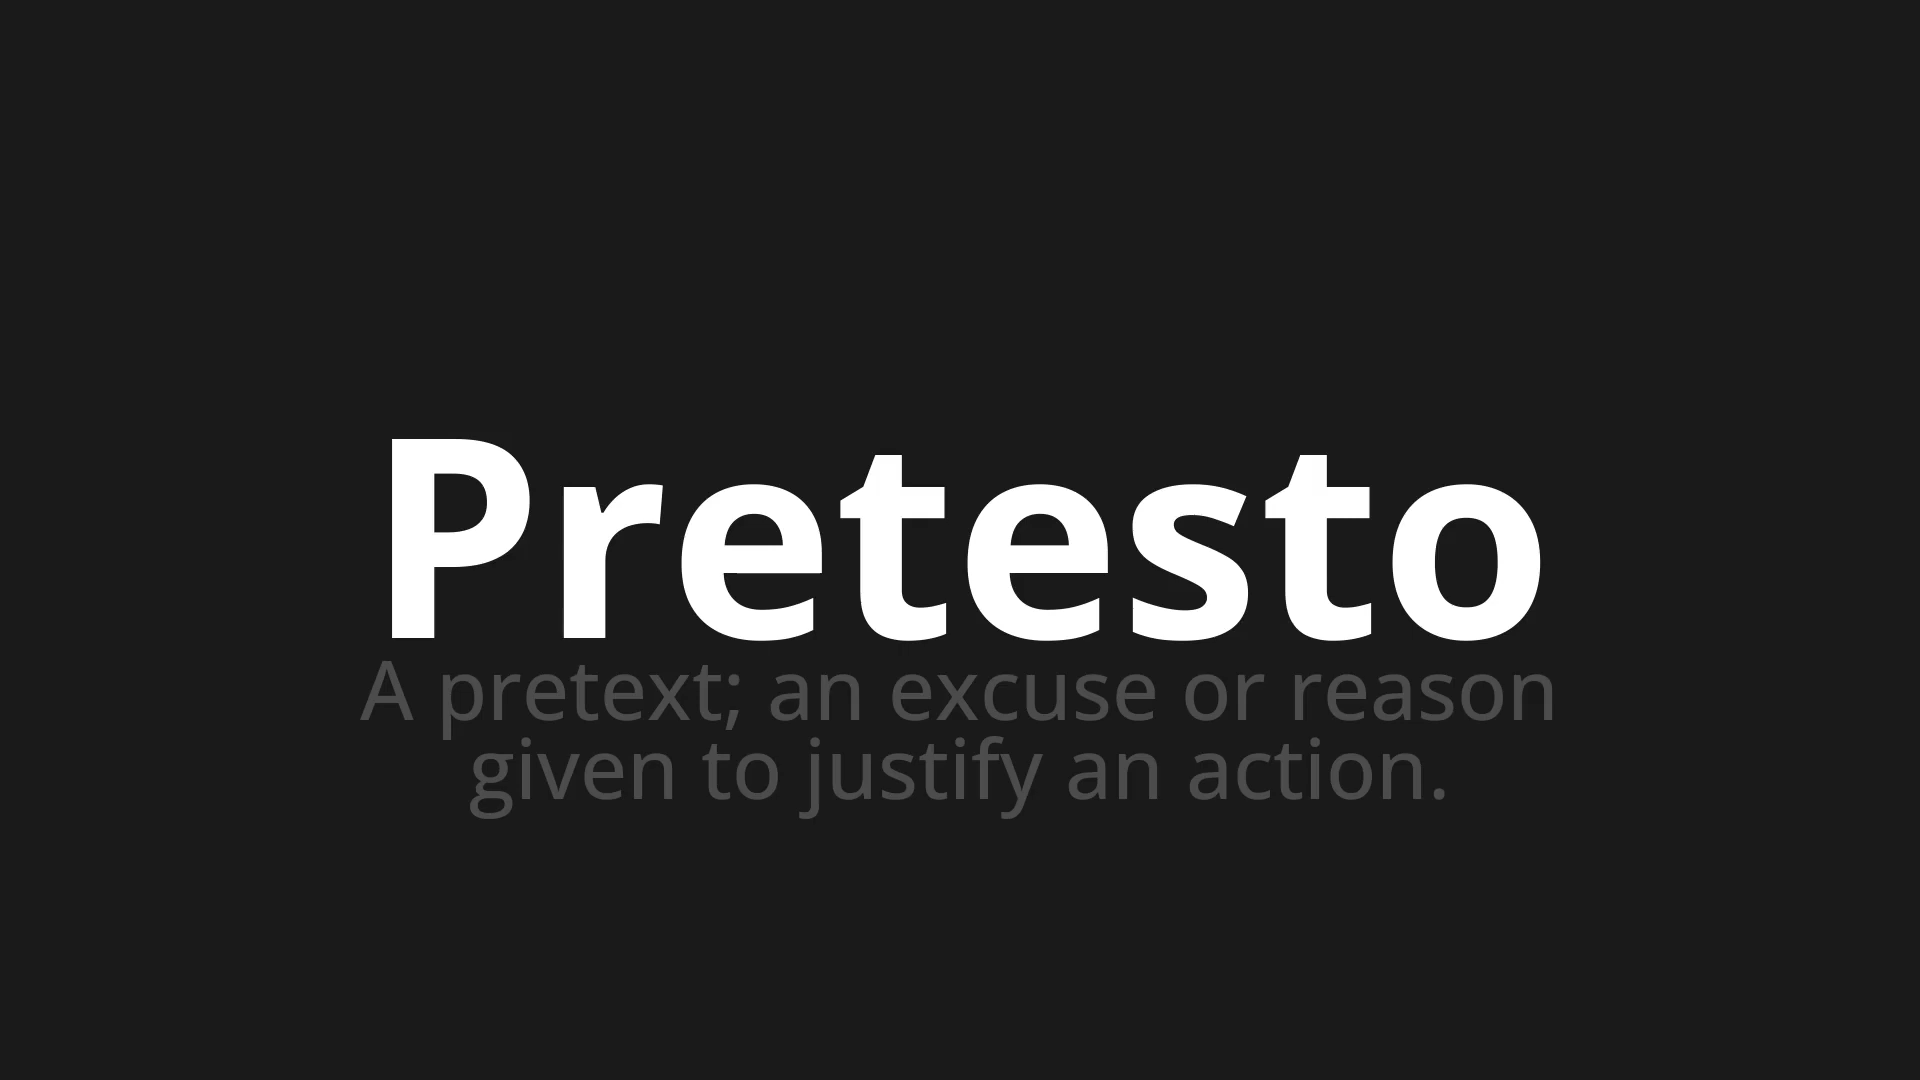 Pretesto
A pretext; an excuse or reason
given to justify an action.